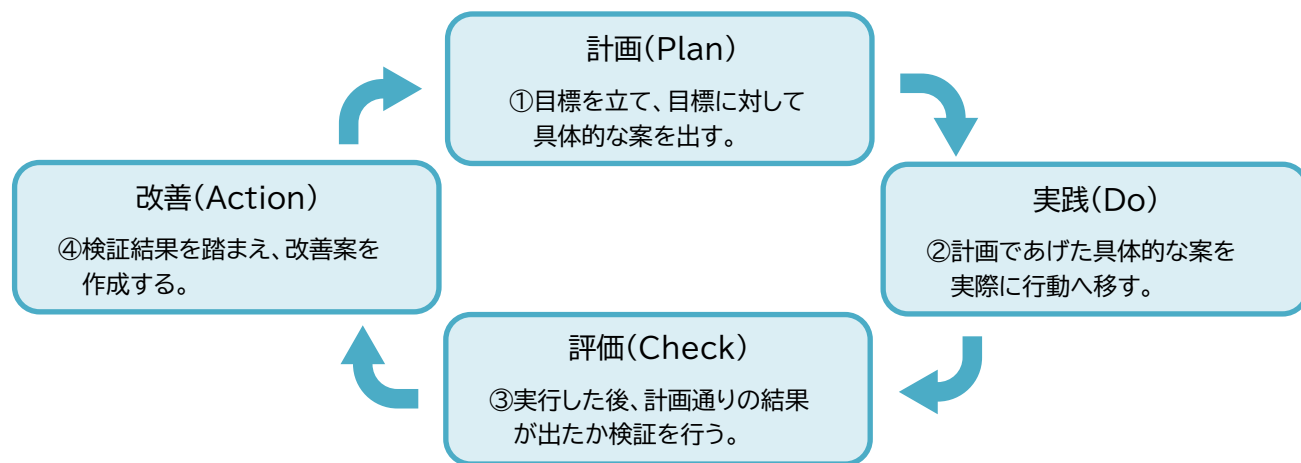 計画(Plan)
①目標を立て、目標に対して
具体的な案を出す。
実践(Do)
②計画であげた具体的な案を
実際に行動へ移す。
評価(Check)
③実行した後、計画通りの結果
が出たか検証を行う。
改善(Action)
④検証結果を踏まえ、改善案を
作成する。